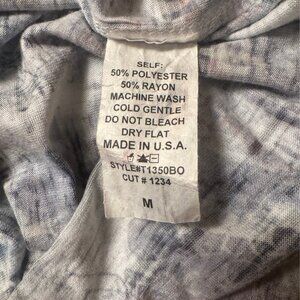 SELF:
50% POLYESTER
50% RAYON
MACHINE WASH
COLD GENTLE
DO NOT BLEACH
DRY FLAT
MADE IN U.S.A.
STYLE#T1350BO
CUT # 1234
M